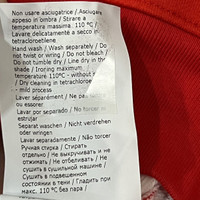 Non usare asciugatrice / Asciugare
appeso in ombra / Stirare a
temperatura massima. 110 °C /
Lavare delicatamente a secco in
tetracloroetilene
Hand wash / Wash separately / Do
not twist or wring / Do not bleach /
Do not tumble dry / Line dry in the
shade / Ironing maximum
temperature 110°C - without
/ Dry cleaning in tetrachloro
- mild process
Laver séparément / Ne pas
ou essorer
Lavar por separado / No torcer
estrujar
Separat waschen / Nicht verdrehen
oder wringen
Lavar separadamente / Não torcer
Ручная стирка / Стирать
отдельно / Не выкручивать и не
отжимать / Не отбеливать / Не
сушить в сушильной машине /
Сушить в подвешенном
состоянии в тени / Гладить при
макс. 110 °C без пара /